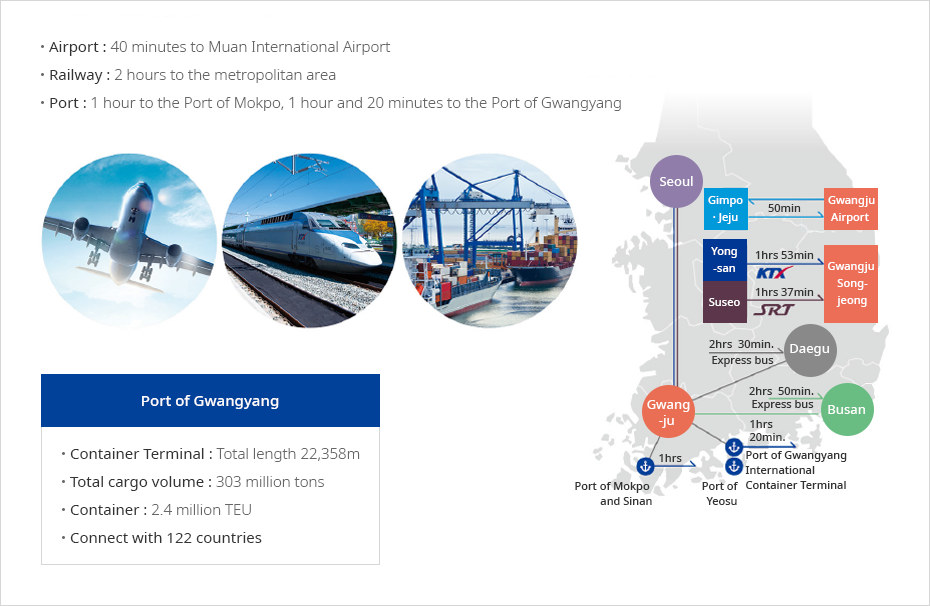 · Airport : 40 minutes to Muan International Airport
· Railway : 2 hours to the metropolitan area
· Port : 1 hour to the Port of Mokpo, 1 hour and 20 minutes to the Port of Gwangyang
Seoul
Gimpo
· Jeju
50min
Gwangju
Airport
Yong
-san
1hrs 53min
KTX
Gwangju
Song-
jeong
Suseo
1hrs 37min
SRT
2hrs 30min.
Express bus
Daegu
2hrs 50min.
Express bus
Busan
Gwang
-ju
1hrs
20min.
Port of Gwangyang
International
Container Terminal
1hrs
Port of Mokpo
and Sinan
Port of
Yeosu
Port of Gwangyang
· Container Terminal : Total length 22,358m
· Total cargo volume : 303 million tons
· Container : 2.4 million TEU
· Connect with 122 countries